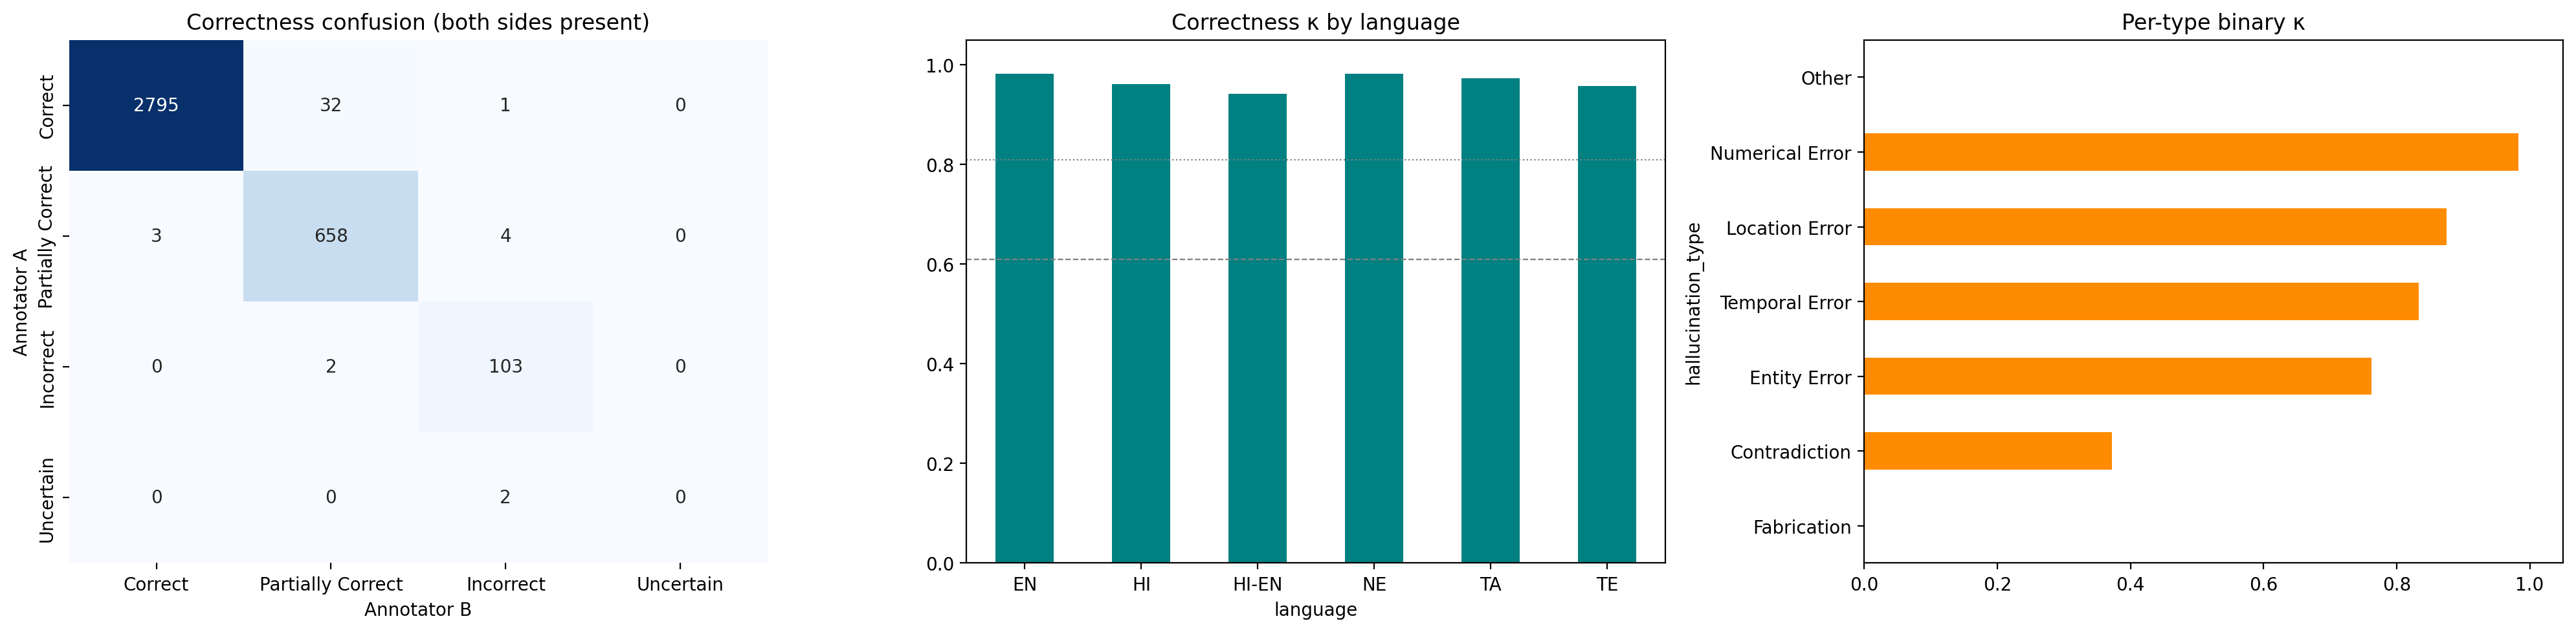 Correctness confusion (both sides present)
Annotator A
Correct
Partially Correct
Incorrect
Uncertain
2795 32 1 0
3 658 4 0
0 2 103 0
0 0 2 0
Correct Partially Correct Incorrect Uncertain
Annotator B
Correctness κ by language
1.0
0.8
0.6
0.4
0.2
0.0
EN HI HI-EN NE TA TE
language
Per-type binary κ
hallucination_type
Other
Numerical Error
Location Error
Temporal Error
Entity Error
Contradiction
Fabrication
0.0 0.2 0.4 0.6 0.8 1.0